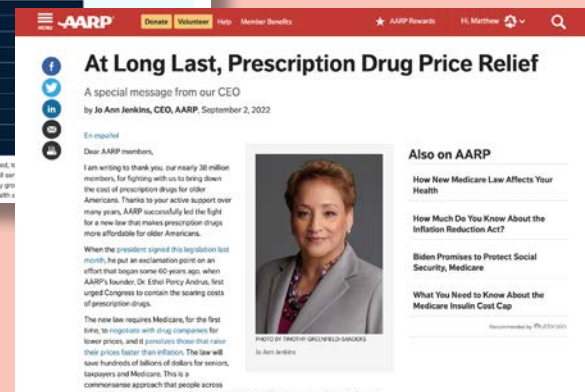 MENU
AARP
Donate
Volunteer
Help
Member Benefits
AARP Rewards
Hi, Matthew
At Long Last, Prescription Drug Price Relief
A special message from our CEO
by Jo Ann Jenkins, CEO, AARP, September 2, 2022
En español
Dear AARP members,
I am writing to thank you, our nearly 38 million
members, for fighting with us to bring down
the cost of prescription drugs for older
Americans. Thanks to your active support over
many years, AARP successfully led the fight
for a new law that makes prescription drugs
more affordable for older Americans.
When the president signed this legislation last
month, he put an exclamation point on an
effort that began some 60 years ago, when
AARP's founder, Dr. Ethel Percy Andrus, first
urged Congress to contain the soaring costs
of prescription drugs.
The new law requires Medicare, for the first
time, to negotiate with drug companies for
lower prices, and it penalizes those that raise
their prices faster than inflation. The law will
save hundreds of billions of dollars for seniors,
taxpayers and Medicare. This is a
commonsense approach that people across
PHOTO BY TIMOTHY GREENFIELD-SANDERS
Jo Ann Jenkins
Also on AARP
How New Medicare Law Affects Your
Health
How Much Do You Know About the
Inflation Reduction Act?
Biden Promises to Protect Social
Security, Medicare
What You Need to Know About the
Medicare Insulin Cost Cap
Recommended by Outbrain